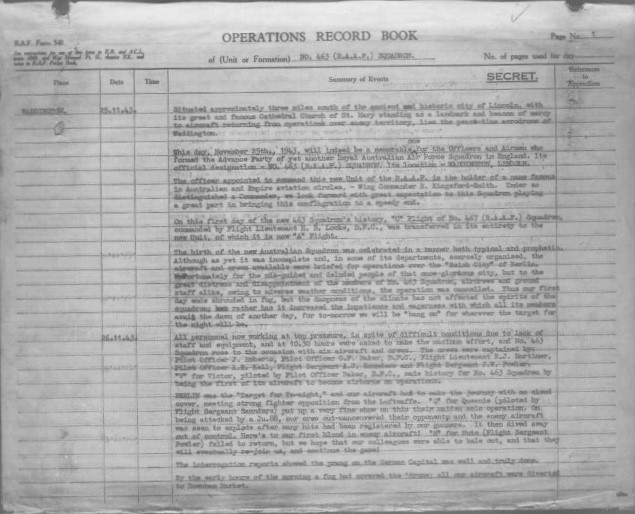 OPERATIONS RECORD BOOK
Page No. 1
R.A.F. Form 540
of (Unit or Formation) NO. 463 (R.A.A.F.) SQUADRON.
No. of pages used for day
Place
Date
Time
Summary of Events
SECRET.
References to Appendices
WADDINGTON. 25.11.43. Situated approximately three miles south of the ancient and historic city of Lincoln, with
its great and famous Cathedral Church of St. Mary standing as a landmark and beacon of mercy
to aircraft returning from operations over enemy territory, lies the peace-time aerodrome of
Waddington.
This day, November 25th., 1943, will indeed be a memorable one for the Officers and Airmen who
formed the Advance Party of yet another Royal Australian Air Force Squadron in England. Its
official designation - NO. 463 (R.A.A.F.) SQUADRON, its location - WADDINGTON, LINCOLN.
The officer appointed to command this new Unit of the R.A.A.F. is the holder of a name famous
in Australian and Empire aviation circles, - Wing Commander R. Kingsford-Smith. Under so
distinguished a Commander, we look forward with great expectation to this Squadron playing
a great part in bringing this conflagration to a speedy end.
On this first day of the new 463 Squadron's history, "C" Flight of No. 467 (R.A.A.F.) Squadron,
commanded by Flight Lieutenant Locke, D.F.C., was transferred in its entirety to the
new Unit, of which it is now "A" Flight.
The birth of the new Australian Squadron was celebrated in a manner both typical and prophetic.
Although as yet it was incomplete and, in some of its departments, scarcely organised, the
aircraft and crews available were briefed for operations over the of Berlin.
Unfortunately for the mis-guided and deluded people of that once-glorious city, but to the
great distress and disappointment of the members of No. 463 Squadron, aircrews and ground
staff alike, owing to adverse weather conditions, the operation was cancelled. Thus our first
day ends shrouded in fog, but the dampness of the climate has not affected the spirits of the
squadron; but rather has it increased the impatience and eagerness with which all its members
await the dawn of another day, for to-morrow we will be "bang on" for wherever the target for
the night will be.
26.11.43. All personnel now working at top pressure, in spite of difficult conditions due to lack of
staff and equipment, and at 10.30 hours were asked to make the maximum effort, and No. 463
Squadron rose to the occasion with six aircraft and crews. The crews were captained by:
Pilot Officer J. Roberts, Pilot Officer G.F. Baker, D.F.C., Flight Lieutenant Mortimer,
Pilot Officer Flight Sergeant Saunders and Flight Sergeant Fowler.
"V" for Victor, piloted by Pilot Officer Baker, D.F.C., made history for No. 463 Squadron by
being the first of its aircraft to become airborne on operations.
BERLIN was the "Target for To-night," and our aircraft had to make the journey with no cloud
cover, meeting strong fighter opposition from the Luftwaffe. "Q" for Queenie (piloted by
Flight Sergeant Saunders) put up a very fine show on this their maiden solo operation. On
being attacked by a Ju.88, our crew out-manoeuvred their opponents and the enemy aircraft
was seen to explode after many hits had been registered by our gunners. It then dived away
out of control. Here's to our first blood in enemy aircraft! (Flight Sergeant
Fowler) failed to return, but we hope that our colleagues were able to bale out, and that they
will eventually re-join us, and continue the game!
The interrogation reports showed the prang on the German Capital was well and truly done.
By the early hours of the morning a fog had covered the 'drome; all our aircraft were diverted
to Downham Market.